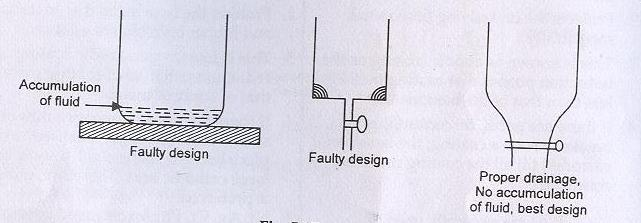 Accumulation
of fluid
Faulty design
Faulty design
Proper drainage,
No accumculation
of fluid, best design